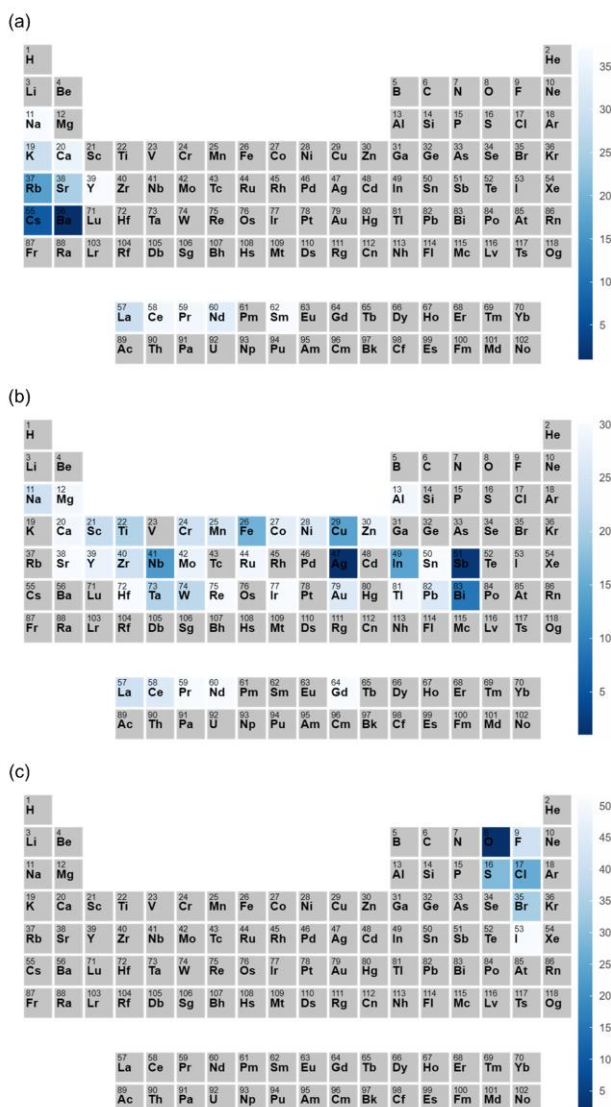 (a)
1 2
H He
35
3 4 5 6 7 8 9 10
Li Be B C N O F Ne
30
11 12 13 14 15 16 17 18
Na Mg Al Si P S Cl Ar
25
19 20 21 22 23 24 25 26 27 28 29 30 31 32 33 34 35 36
K Ca Sc Ti V Cr Mn Fe Co Ni Cu Zn Ga Ge As Se Br Kr
20
37 38 39 40 41 42 43 44 45 46 47 48 49 50 51 52 53 54
Rb Sr Y Zr Nb Mo Tc Ru Rh Pd Ag Cd In Sn Sb Te I Xe
55 56 71 72 73 74 75 76 77 78 79 80 81 82 83 84 85 86
Cs Ba Lu Hf Ta W Re Os Ir Pt Au Hg Tl Pb Bi Po At Rn
15
87 88 103 104 105 106 107 108 109 110 111 112 113 114 115 116 117 118
Fr Ra Lr Rf Db Sg Bh Hs Mt Ds Rg Cn Nh Fl Mc Lv Ts Og
10
57 58 59 60 61 62 63 64 65 66 67 68 69 70
La Ce Pr Nd Pm Sm Eu Gd Tb Dy Ho Er Tm Yb
5
89 90 91 92 93 94 95 96 97 98 99 100 101 102
Ac Th Pa U Np Pu Am Cm Bk Cf Es Fm Md No
(b)
1 2
H He
30
3 4 5 6 7 8 9 10
Li Be B C N O F Ne
11 12 13 14 15 16 17 18
Na Mg Al Si P S Cl Ar
25
19 20 21 22 23 24 25 26 27 28 29 30 31 32 33 34 35 36
K Ca Sc Ti V Cr Mn Fe Co Ni Cu Zn Ga Ge As Se Br Kr
20
37 38 39 40 41 42 43 44 45 46 47 48 49 50 51 52 53 54
Rb Sr Y Zr Nb Mo Tc Ru Rh Pd Ag Cd In Sn Sb Te I Xe
55 56 71 72 73 74 75 76 77 78 79 80 81 82 83 84 85 86
Cs Ba Lu Hf Ta W Re Os Ir Pt Au Hg Tl Pb Bi Po At Rn
15
87 88 103 104 105 106 107 108 109 110 111 112 113 114 115 116 117 118
Fr Ra Lr Rf Db Sg Bh Hs Mt Ds Rg Cn Nh Fl Mc Lv Ts Og
10
57 58 59 60 61 62 63 64 65 66 67 68 69 70
La Ce Pr Nd Pm Sm Eu Gd Tb Dy Ho Er Tm Yb
5
89 90 91 92 93 94 95 96 97 98 99 100 101 102
Ac Th Pa U Np Pu Am Cm Bk Cf Es Fm Md No
(c)
1 2
H He
50
3 4 5 6 7 9 10
Li Be B C N O F Ne
45
11 12 13 14 15 16 17 18
Na Mg Al Si P S Cl Ar
40
19 20 21 22 23 24 25 26 27 28 29 30 31 32 33 34 35 36
K Ca Sc Ti V Cr Mn Fe Co Ni Cu Zn Ga Ge As Se Br Kr
35
37 38 39 40 41 42 43 44 45 46 47 48 49 50 51 52 53 54
Rb Sr Y Zr Nb Mo Tc Ru Rh Pd Ag Cd In Sn Sb Te I Xe
30
55 56 71 72 73 74 75 76 77 78 79 80 81 82 83 84 85 86
Cs Ba Lu Hf Ta W Re Os Ir Pt Au Hg Tl Pb Bi Po At Rn
25
87 88 103 104 105 106 107 108 109 110 111 112 113 114 115 116 117 118
Fr Ra Lr Rf Db Sg Bh Hs Mt Ds Rg Cn Nh Fl Mc Lv Ts Og
20
15
57 58 59 60 61 62 63 64 65 66 67 68 69 70
La Ce Pr Nd Pm Sm Eu Gd Tb Dy Ho Er Tm Yb
10
89 90 91 92 93 94 95 96 97 98 99 100 101 102
Ac Th Pa U Np Pu Am Cm Bk Cf Es Fm Md No
5